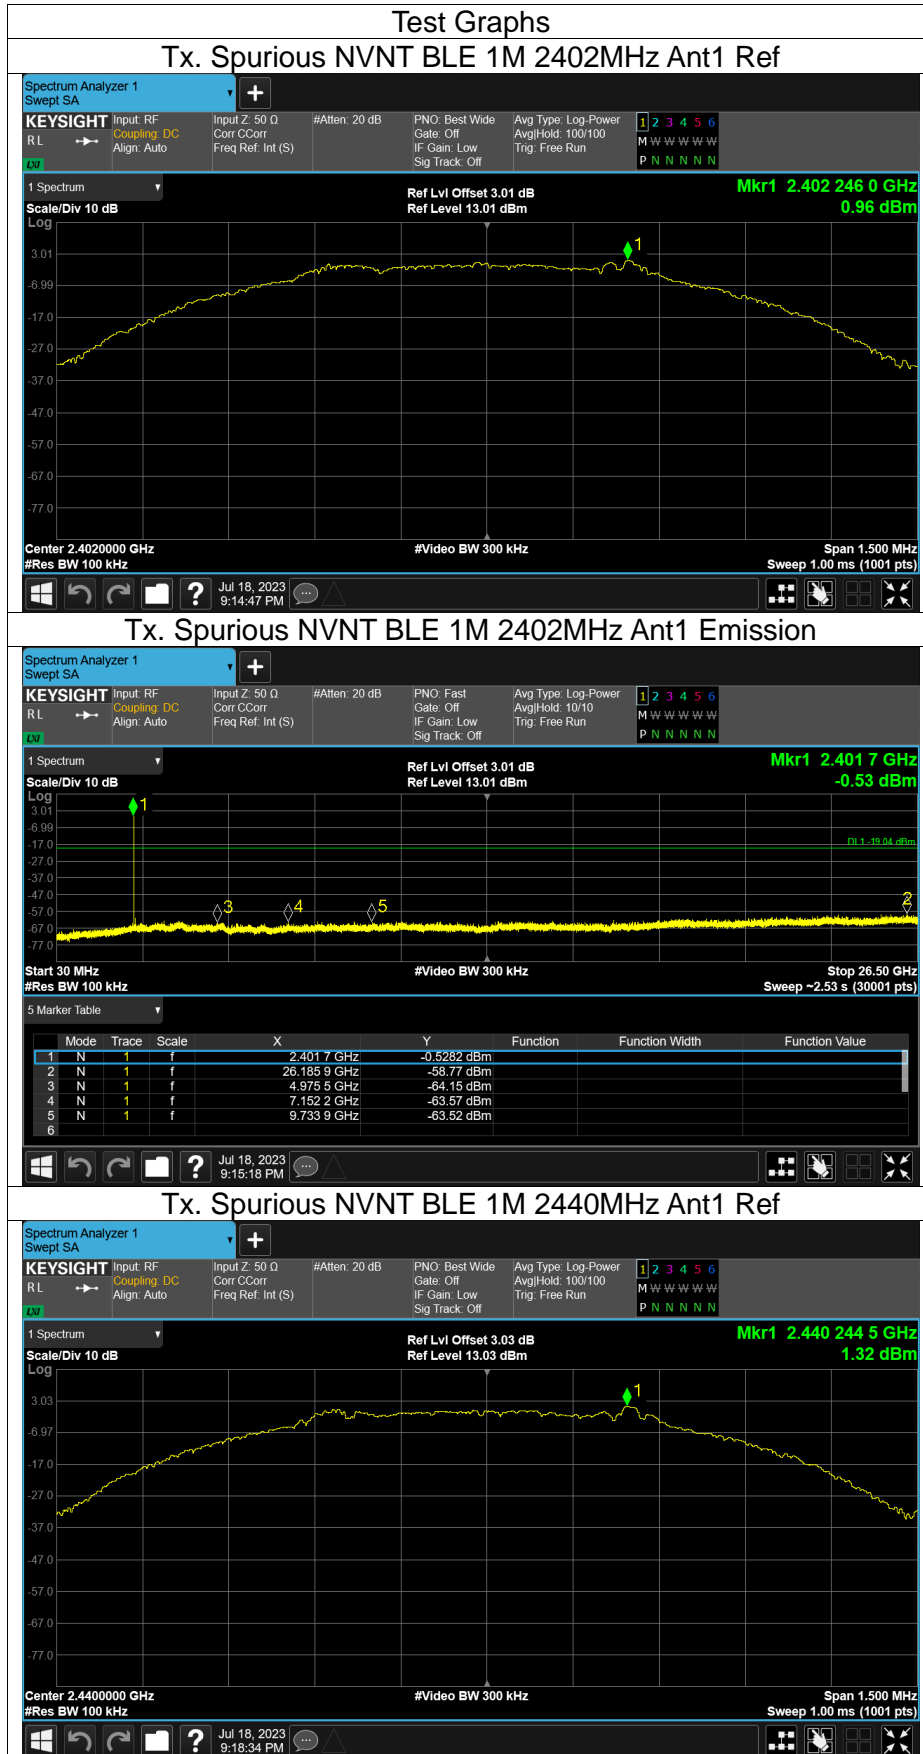 Test Graphs
Tx. Spurious NVNT BLE 1M 2402MHz Ant1 Ref
Spectrum Analyzer 1
Swept SA
+
KEYSIGHT Input: RF Input Z: 50 Ω #Atten: 20 dB PNO: Best Wide Avg Type: Log-Power 1 2 3 4 5 6
R L Coupling: DC Corr CCorr Gate: Off Avg|Hold: 100/100 M W W W W W
Align: Auto Freq Ref: Int (S) IF Gain: Low Trig: Free Run
LXI Sig Track: Off P N N N N N
1 Spectrum Ref Lvl Offset 3.01 dB Mkr1 2.402 246 0 GHz
Scale/Div 10 dB Ref Level 13.01 dBm 0.96 dBm
Log
1
3.01
-6.99
-17.0
-27.0
-37.0
-47.0
-57.0
-67.0
-77.0
Center 2.4020000 GHz #Video BW 300 kHz Span 1.500 MHz
#Res BW 100 kHz Sweep 1.00 ms (1001 pts)
? Jul 18, 2023
9:14:47 PM
Tx. Spurious NVNT BLE 1M 2402MHz Ant1 Emission
Spectrum Analyzer 1
Swept SA
+
KEYSIGHT Input: RF Input Z: 50 Ω #Atten: 20 dB PNO: Fast Avg Type: Log-Power 1 2 3 4 5 6
R L Coupling: DC Corr CCorr Gate: Off Avg|Hold: 10/10 M W W W W W
Align: Auto Freq Ref: Int (S) IF Gain: Low Trig: Free Run
LXI Sig Track: Off P N N N N N
1 Spectrum Ref Lvl Offset 3.01 dB Mkr1 2.401 7 GHz
Scale/Div 10 dB Ref Level 13.01 dBm -0.53 dBm
Log
1
3.01
-6.99
-17.0 DL1 -19.04 dBm
-27.0
-37.0
-47.0
-57.0 3 4 5 2
-67.0
-77.0
Start 30 MHz #Video BW 300 kHz Stop 26.50 GHz
#Res BW 100 kHz Sweep ~2.53 s (30001 pts)
5 Marker Table
Mode Trace Scale X Y Function Function Width Function Value
1 N 1 f 2.401 7 GHz -0.5282 dBm
2 N 1 f 26.185 9 GHz -58.77 dBm
3 N 1 f 4.975 5 GHz -64.15 dBm
4 N 1 f 7.152 2 GHz -63.57 dBm
5 N 1 f 9.733 9 GHz -63.52 dBm
6
? Jul 18, 2023
9:15:18 PM
Tx. Spurious NVNT BLE 1M 2440MHz Ant1 Ref
Spectrum Analyzer 1
Swept SA
+
KEYSIGHT Input: RF Input Z: 50 Ω #Atten: 20 dB PNO: Best Wide Avg Type: Log-Power 1 2 3 4 5 6
R L Coupling: DC Corr CCorr Gate: Off Avg|Hold: 100/100 M W W W W W
Align: Auto Freq Ref: Int (S) IF Gain: Low Trig: Free Run
LXI Sig Track: Off P N N N N N
1 Spectrum Ref Lvl Offset 3.03 dB Mkr1 2.440 244 5 GHz
Scale/Div 10 dB Ref Level 13.03 dBm 1.32 dBm
Log
1
3.03
-6.97
-17.0
-27.0
-37.0
-47.0
-57.0
-67.0
-77.0
Center 2.4400000 GHz #Video BW 300 kHz Span 1.500 MHz
#Res BW 100 kHz Sweep 1.00 ms (1001 pts)
? Jul 18, 2023
9:18:34 PM